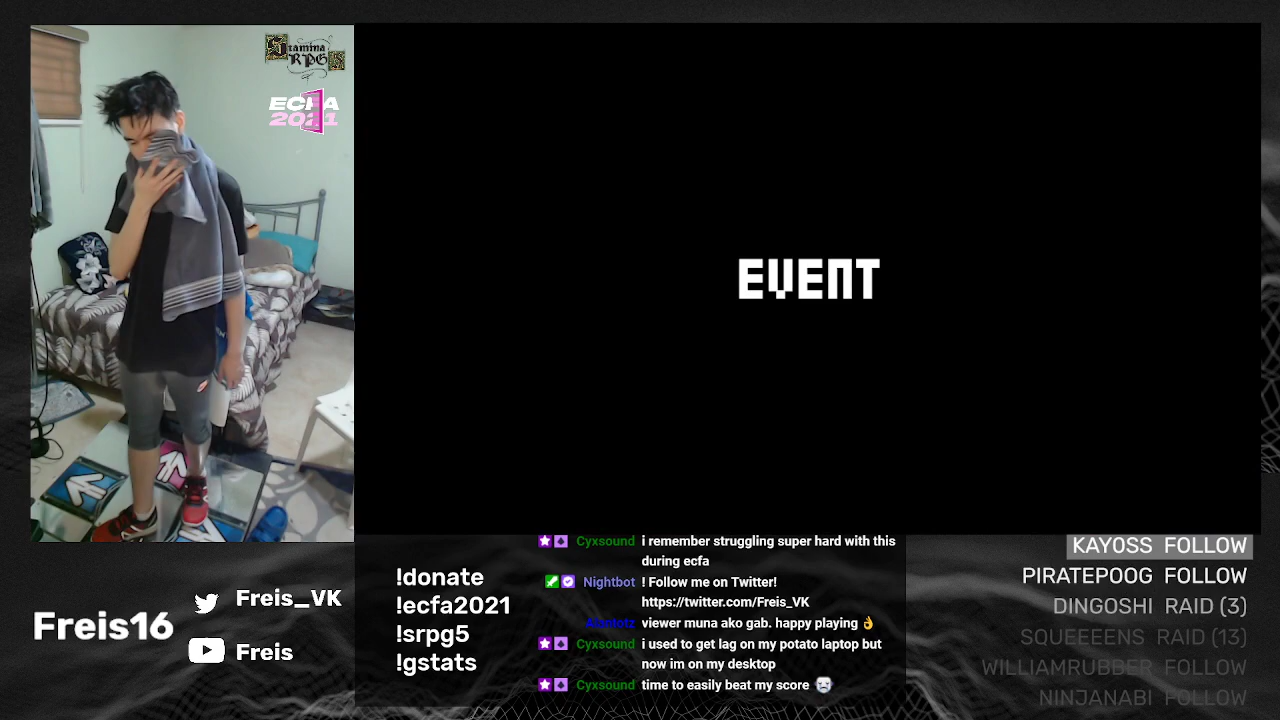 Stamina
RPG 5
ECFA
2021
EVENT
Cyxsound i remember struggling super hard with this
during ecfa
Nightbot ! Follow me on Twitter!
https://twitter.com/Freis_VK
viewer muna ako gab. happy playing 👌
Cyxsound i used to get lag on my potato laptop but
now im on my desktop
Cyxsound time to easily beat my score
!donate
!ecfa2021
!srpg5
!gstats
Freis16
Freis_VK
Freis
KAYOSS FOLLOW
PIRATEPOOG FOLLOW
DINGOSHI RAID (3)
SQUEEEENS RAID (13)
WILLIAMRUBBER FOLLOW
NINJANABI FOLLOW